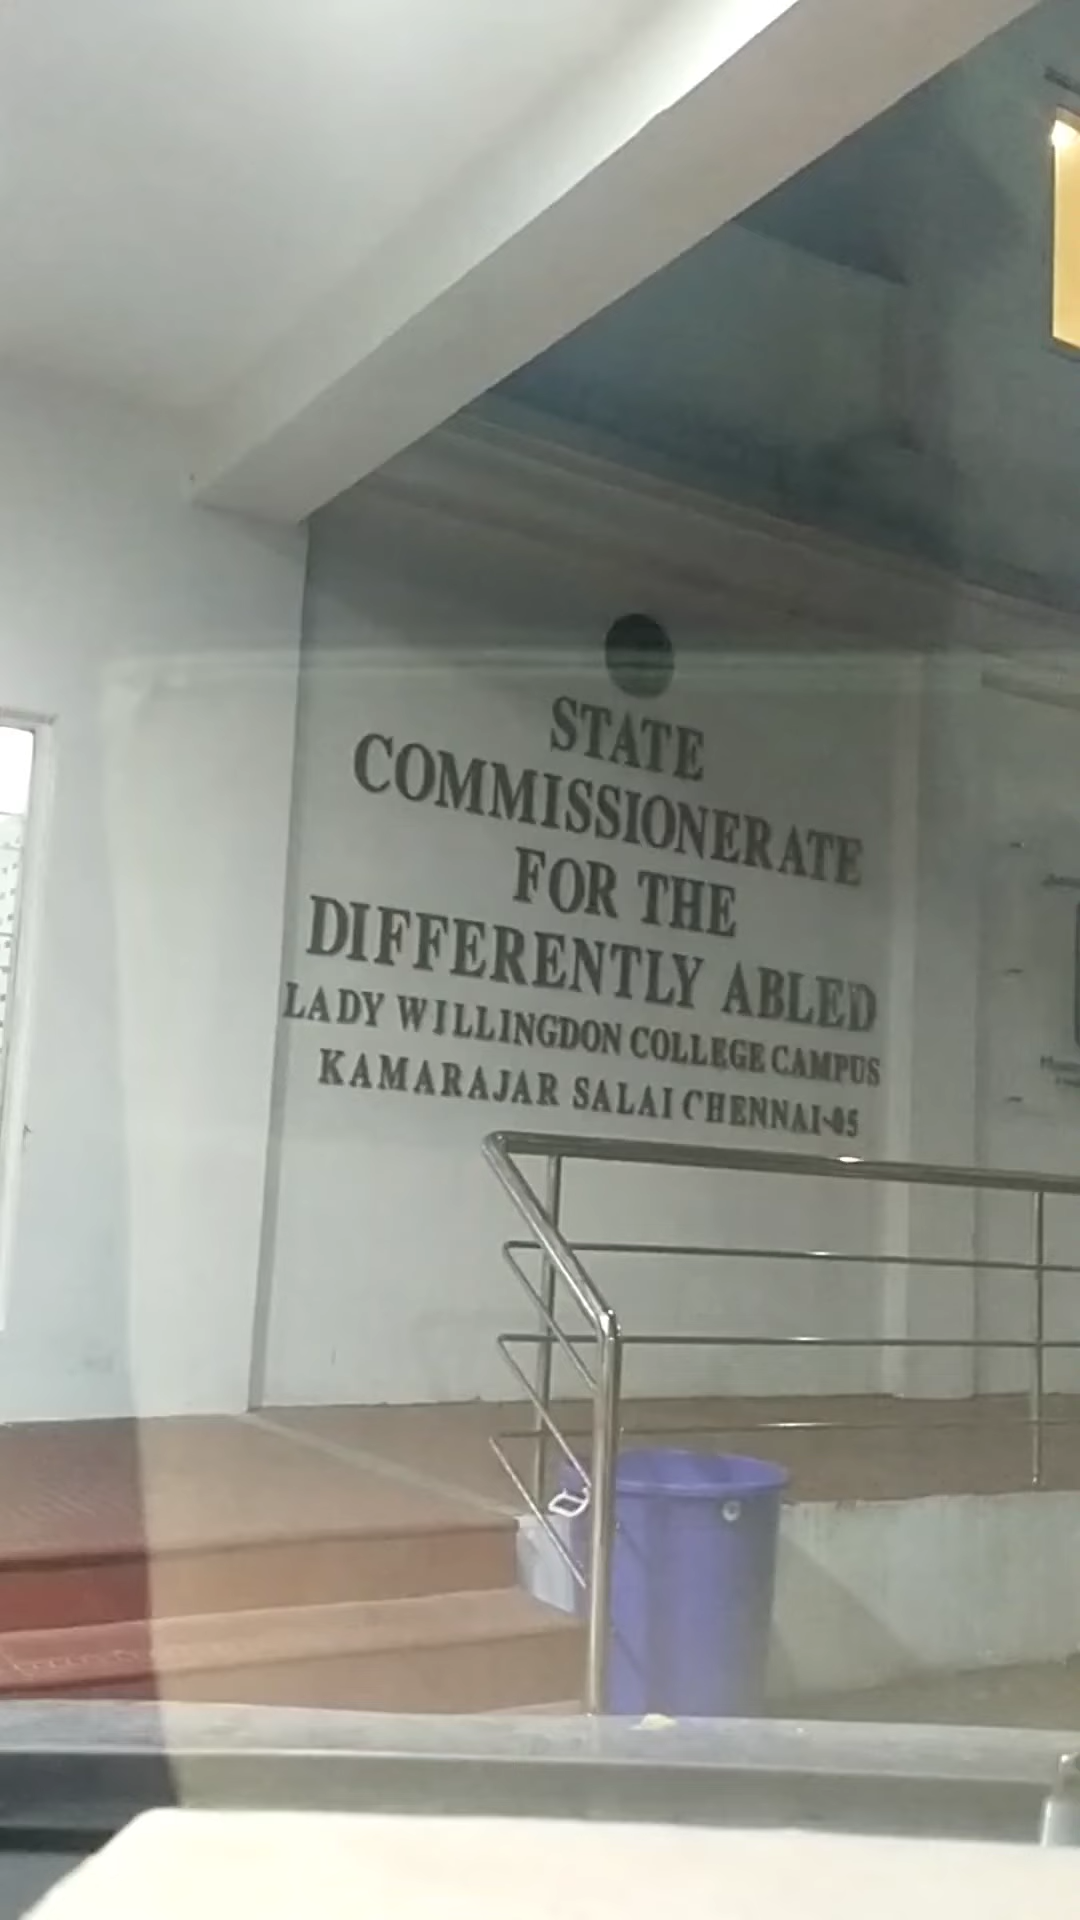 STATE
COMMISSIONERATE
FOR THE
DIFFERENTLY ABLED
LADY WILLINGDON COLLEGE CAMPUS
KAMARAJAR SALAI CHENNAI-05